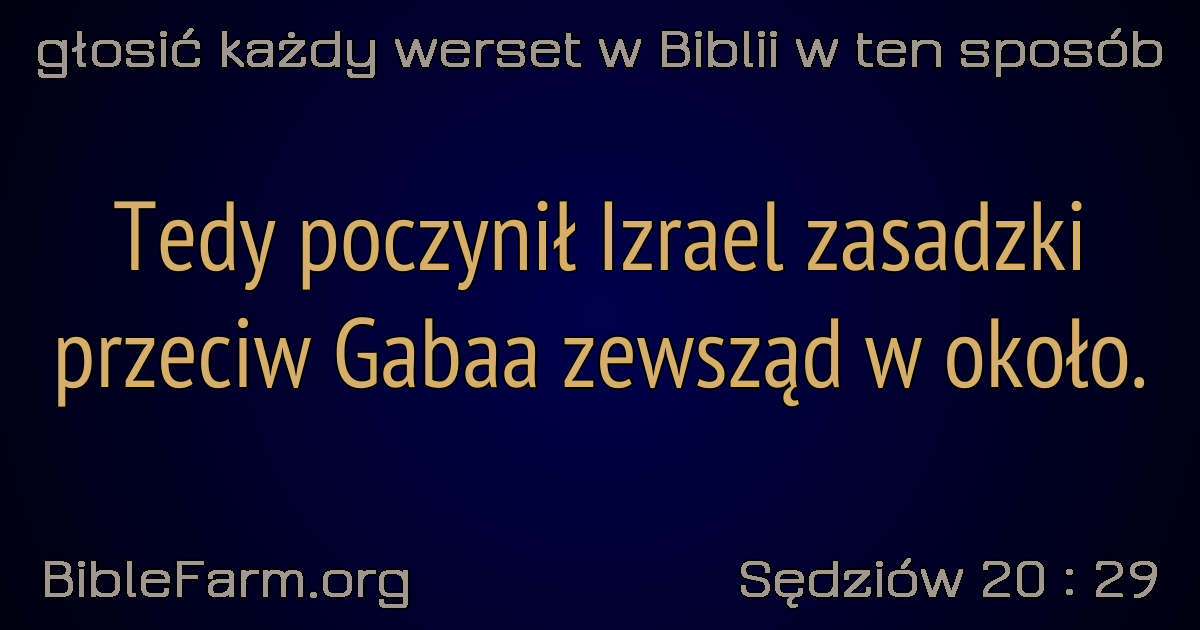 głosić każdy werset w Biblii w ten sposób
Tedy poczynił Izrael zasadzki
przeciw Gabaa zewsząd w około.
BibleFarm.org
Sędziów 20 : 29